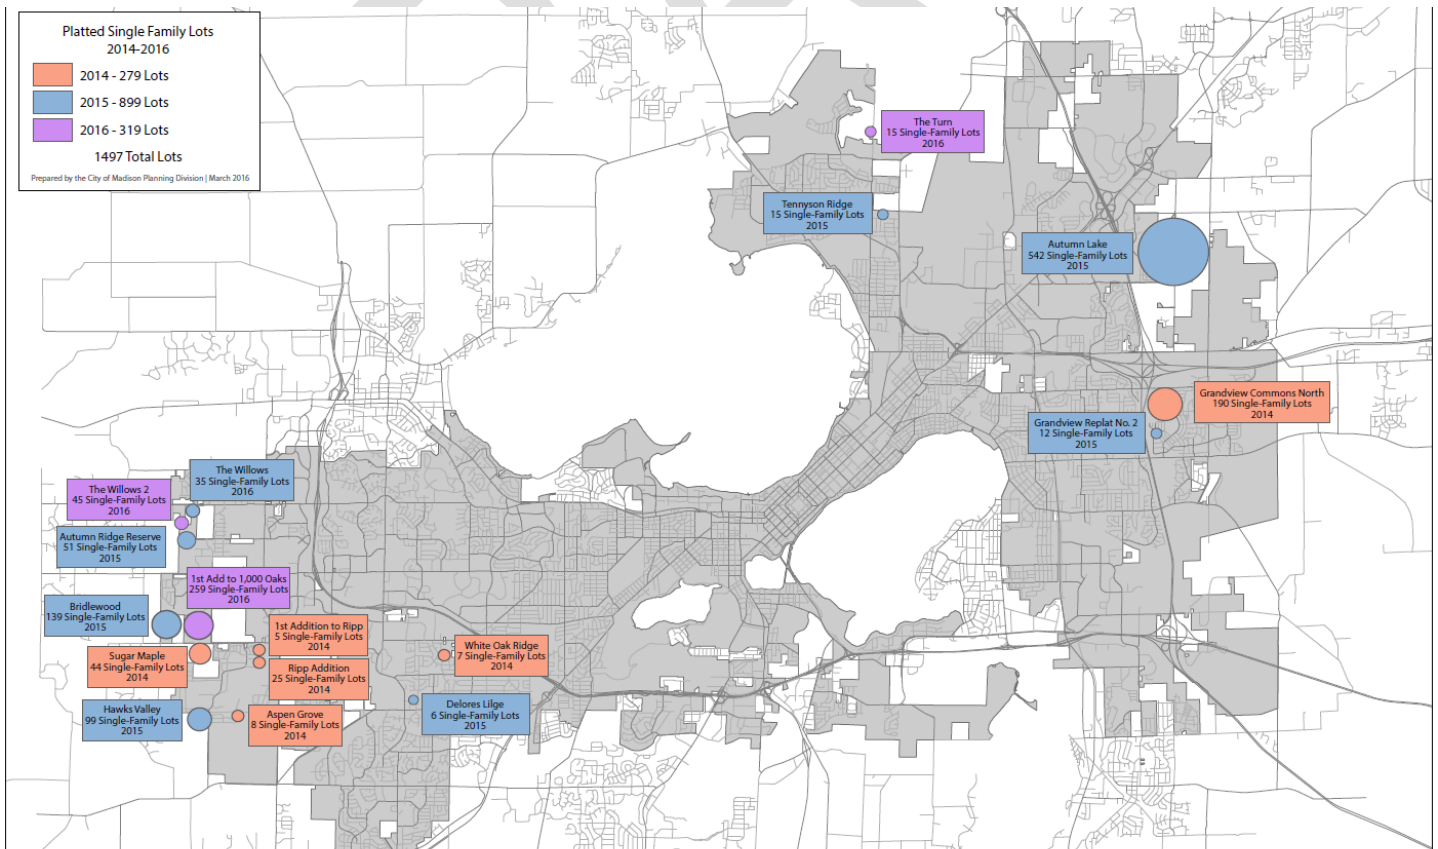 Platted Single Family Lots
2014-2016
2014 - 279 Lots
2015 - 899 Lots
2016 - 319 Lots
1497 Total Lots
Prepared by the City of Madison Planning Division | March 2016
The Turn
15 Single-Family Lots
2016
Tennyson Ridge
15 Single-Family Lots
2015
Autumn Lake
542 Single-Family Lots
2015
Grandview Commons North
190 Single-Family Lots
2014
Grandview Replat No. 2
12 Single-Family Lots
2015
The Willows
35 Single-Family Lots
2016
The Willows 2
45 Single-Family Lots
2016
Autumn Ridge Reserve
51 Single-Family Lots
2015
1st Add to 1,000 Oaks
259 Single-Family Lots
2016
Bridlewood
139 Single-Family Lots
2015
1st Addition to Ripp
5 Single-Family Lots
2014
White Oak Ridge
7 Single-Family Lots
2014
Sugar Maple
44 Single-Family Lots
2014
Ripp Addition
25 Single-Family Lots
2014
Hawks Valley
99 Single-Family Lots
2015
Aspen Grove
8 Single-Family Lots
2014
Delores Lilge
6 Single-Family Lots
2015